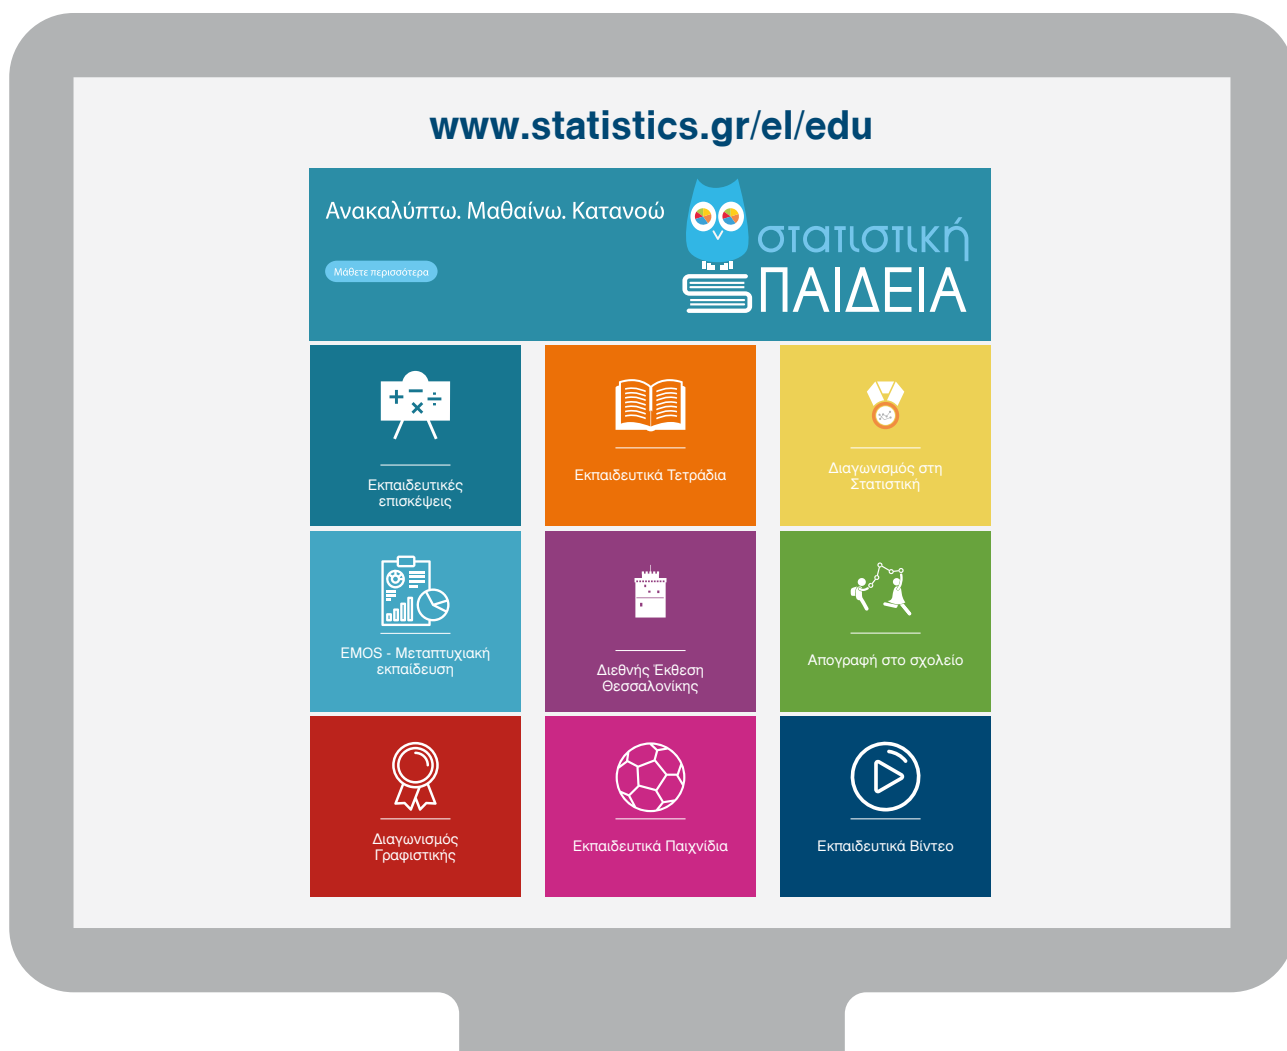 www.statistics.gr/el/edu
Ανακαλύπτω. Μαθαίνω. Κατανοώ
Μάθετε περισσότερα
στατιστική
ΠΑΙΔΕΙΑ
Εκπαιδευτικές
επισκέψεις
Εκπαιδευτικά Τετράδια
Διαγωνισμός στη
Στατιστική
EMOS - Μεταπτυχιακή
εκπαίδευση
Διεθνής Έκθεση
Θεσσαλονίκης
Απογραφή στο σχολείο
Διαγωνισμός
Γραφιστικής
Εκπαιδευτικά Παιχνίδια
Εκπαιδευτικά Βίντεο